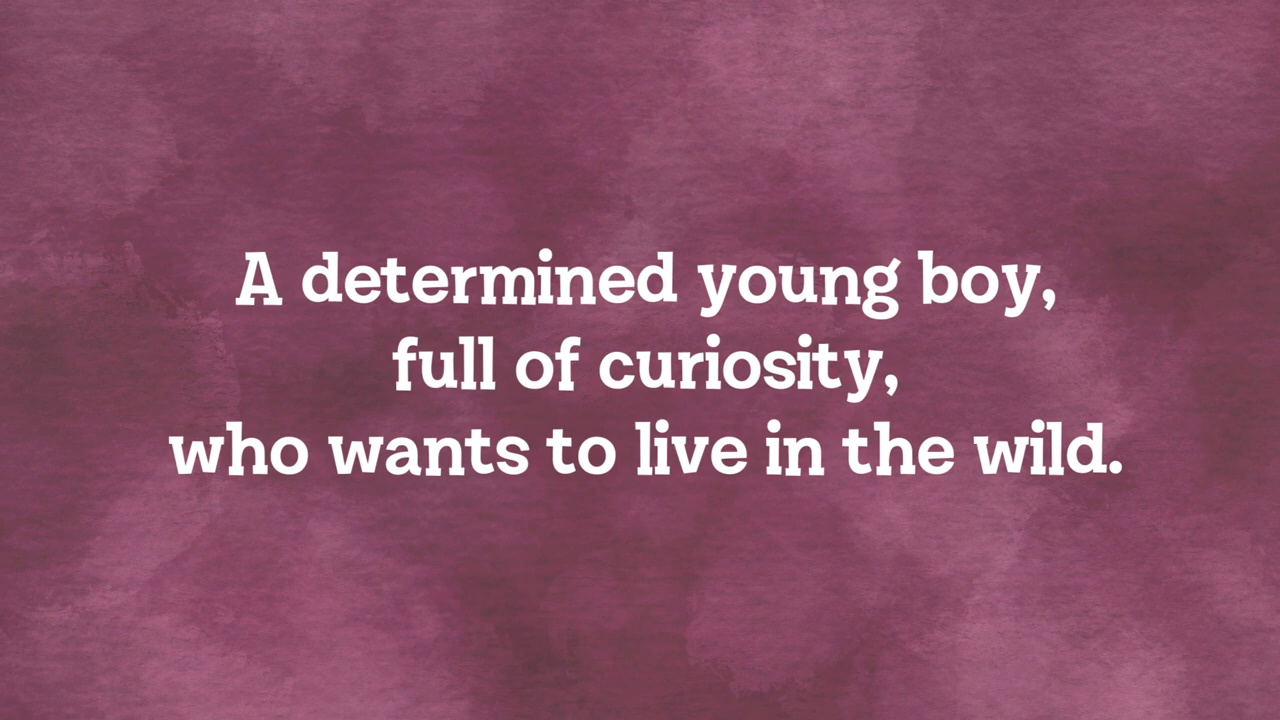 A determined young boy,
full of curiosity,
who wants to live in the wild.